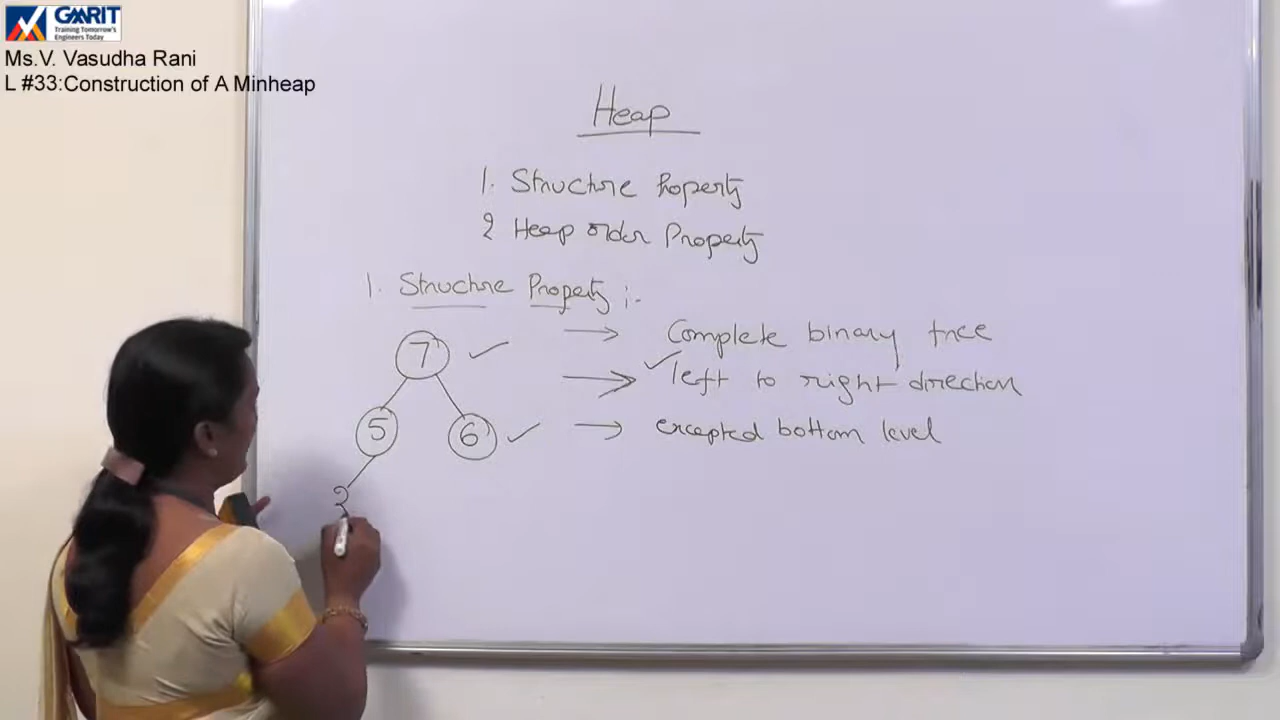 GMRIT
Training Tomorrow's
Engineers Today
Ms.V. Vasudha Rani
L #33:Construction of A Minheap
Heap
1. Structure Property
2 Heap order Property
1. Structure Property :-
7 → Complete binary tree
→ left to right direction
5 6 → excepted bottom level
2